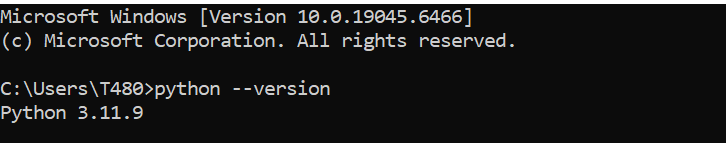 Microsoft Windows [Version 10.0.19045.6466]
(c) Microsoft Corporation. All rights reserved.
C:\Users\T480>python --version
Python 3.11.9